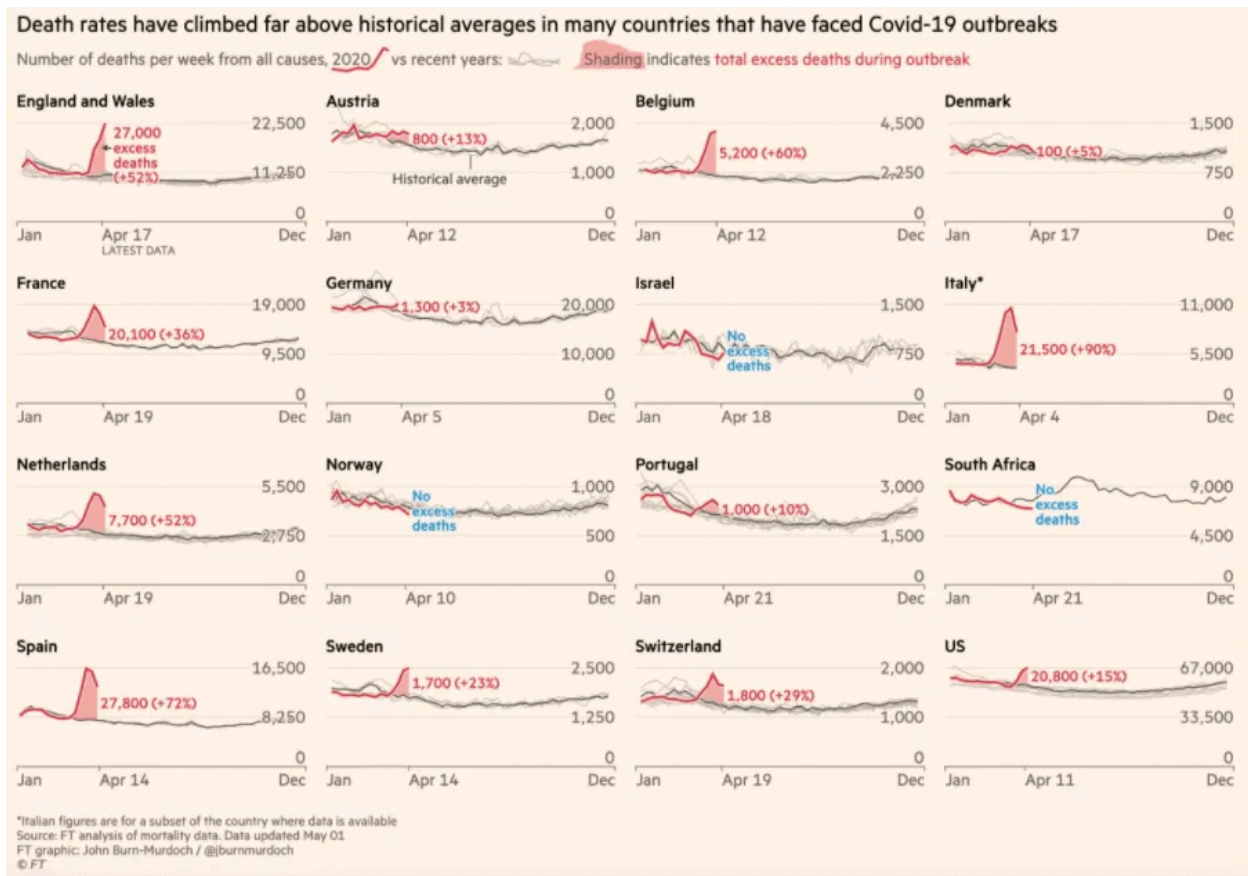 Death rates have climbed far above historical averages in many countries that have faced Covid-19 outbreaks
Number of deaths per week from all causes, 2020 vs recent years: Shading indicates total excess deaths during outbreak
England and Wales
22,500
27,000
excess
deaths
(+52%)
11,250
0
Jan Apr 17 Dec
LATEST DATA
Austria
2,000
800 (+13%)
Historical average
1,000
0
Jan Apr 12 Dec
Belgium
4,500
5,200 (+60%)
2,250
0
Jan Apr 12 Dec
Denmark
1,500
100 (+5%)
750
0
Jan Apr 17 Dec
France
19,000
20,100 (+36%)
9,500
0
Jan Apr 19 Dec
Germany
1,300 (+3%) 20,000
10,000
0
Jan Apr 5 Dec
Israel
1,500
No
excess
deaths
750
0
Jan Apr 18 Dec
Italy*
11,000
21,500 (+90%)
5,500
0
Jan Apr 4 Dec
Netherlands
5,500
7,700 (+52%)
2,750
0
Jan Apr 19 Dec
Norway
1,000
No
excess
deaths
500
0
Jan Apr 10 Dec
Portugal
3,000
1,000 (+10%)
1,500
0
Jan Apr 21 Dec
South Africa
9,000
No
excess
deaths
4,500
0
Jan Apr 21 Dec
Spain
16,500
27,800 (+72%)
8,250
0
Jan Apr 14 Dec
Sweden
2,500
1,700 (+23%)
1,250
0
Jan Apr 14 Dec
Switzerland
2,000
1,800 (+29%)
1,000
0
Jan Apr 19 Dec
US
67,000
20,800 (+15%)
33,500
0
Jan Apr 11 Dec
*Italian figures are for a subset of the country where data is available
Source: FT analysis of mortality data. Data updated May 01
FT graphic: John Burn-Murdoch / @jburnmurdoch
© FT